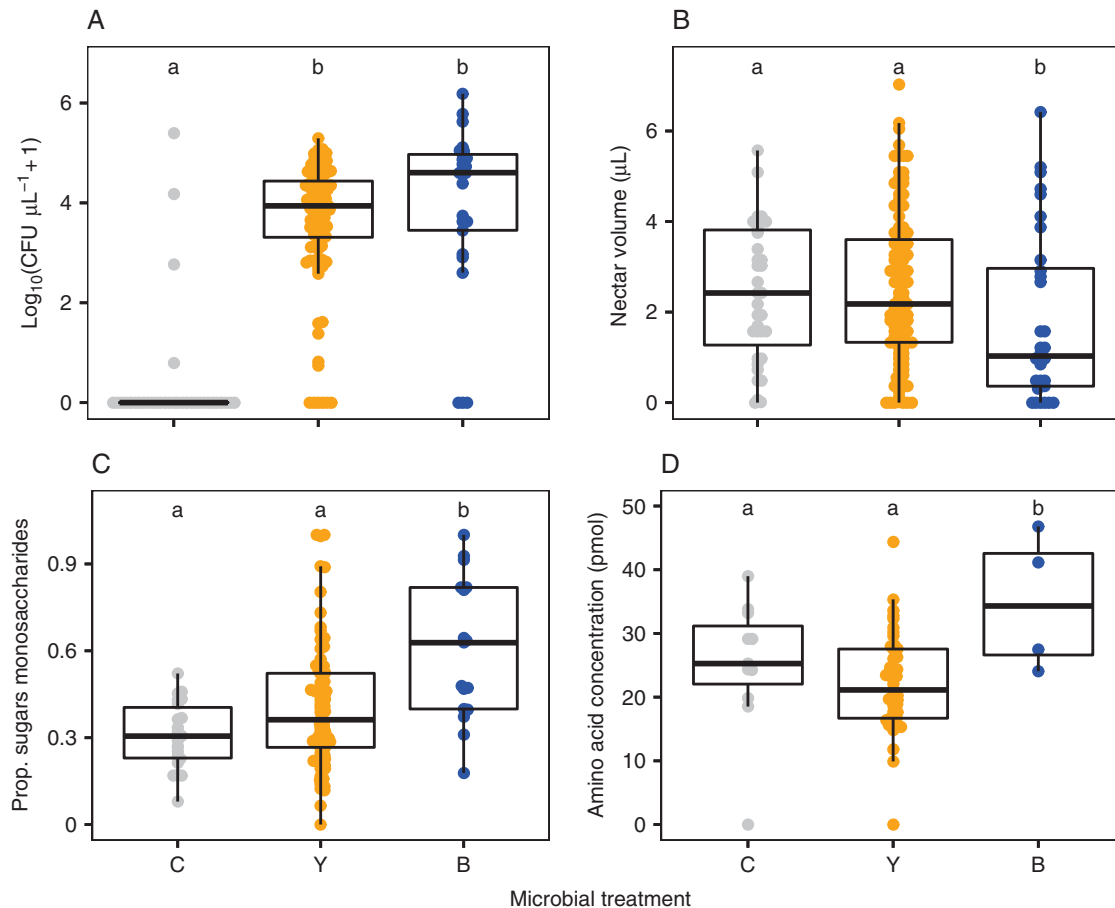 A
a b b
Log10(CFU μL−1 + 1)
6
4
2
0
B
a a b
Nectar volume (μL)
6
4
2
0
C
a a b
Prop. sugars monosaccharides
0.9
0.6
0.3
0
C Y B
D
a a b
Amino acid concentration (pmol)
50
40
30
20
10
0
C Y B
Microbial treatment